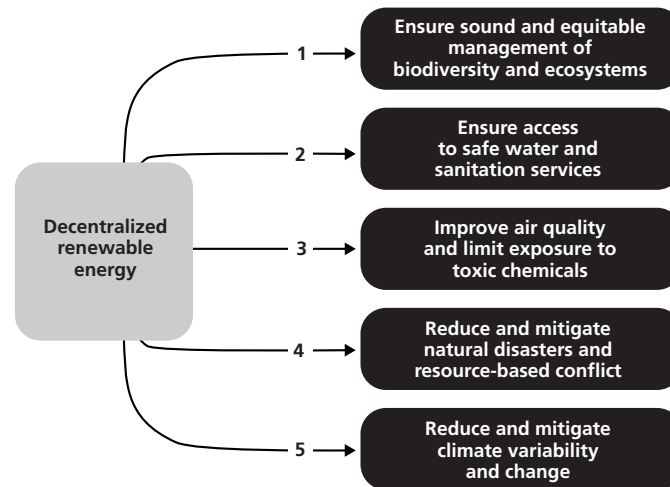 Decentralized
renewable
energy
1
Ensure sound and equitable
management of
biodiversity and ecosystems
2
Ensure access
to safe water and
sanitation services
3
Improve air quality
and limit exposure to
toxic chemicals
4
Reduce and mitigate
natural disasters and
resource-based conflict
5
Reduce and mitigate
climate variability
and change